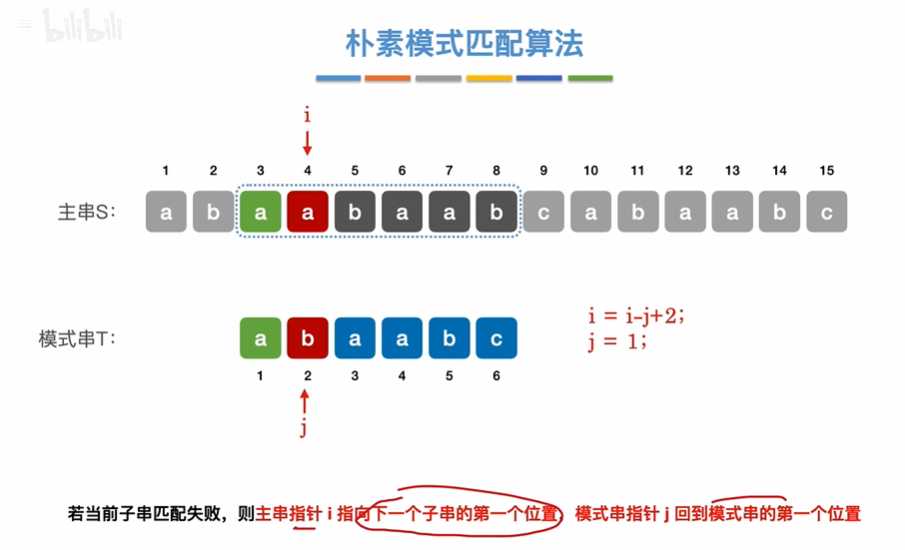 bilibili
朴素模式匹配算法
i
1 2 3 4 5 6 7 8 9 10 11 12 13 14 15
主串S： a b a a b a a b c a b a a b c
模式串T： a b a a b c
1 2 3 4 5 6
i = i-j+2;
j = 1;
j
若当前子串匹配失败，则主串指针 i 指向下一个子串的第一个位置，模式串指针 j 回到模式串的第一个位置